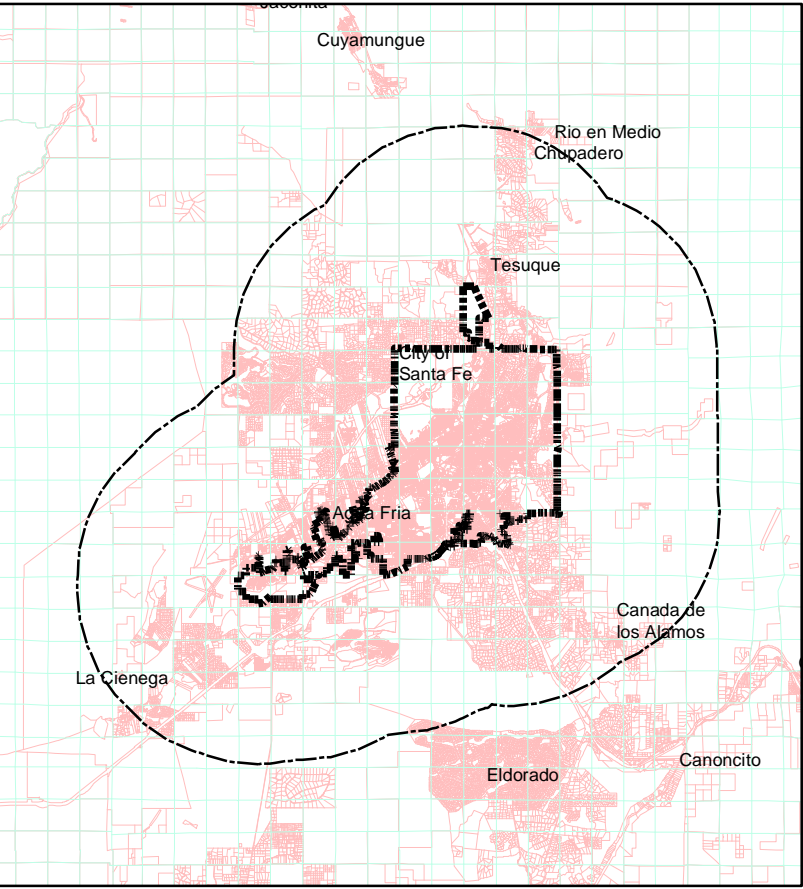 Cuyamungue
Rio en Medio
Chupadero
Tesuque
City of
Santa Fe
Agua Fria
Canada de
los Alamos
La Cienega
Canoncito
Eldorado